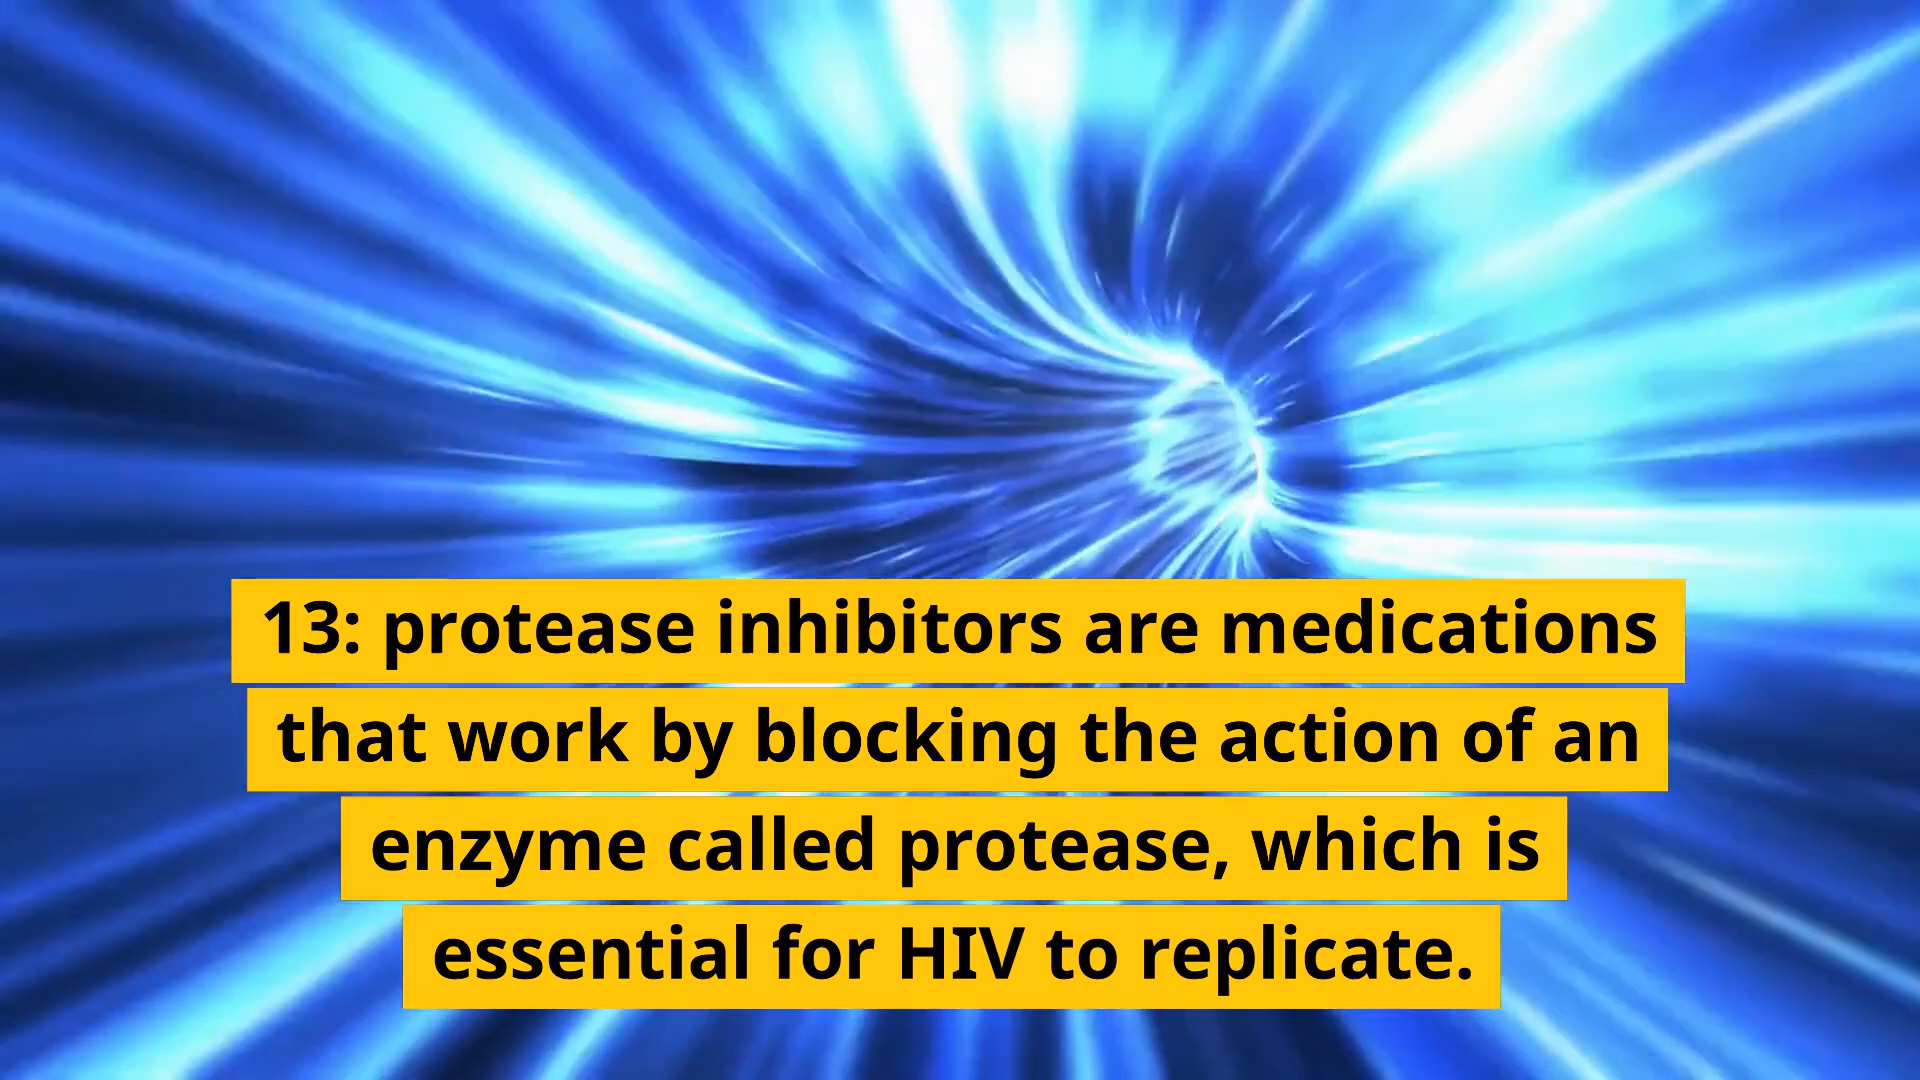 13: protease inhibitors are medications
that work by blocking the action of an
enzyme called protease, which is
essential for HIV to replicate.